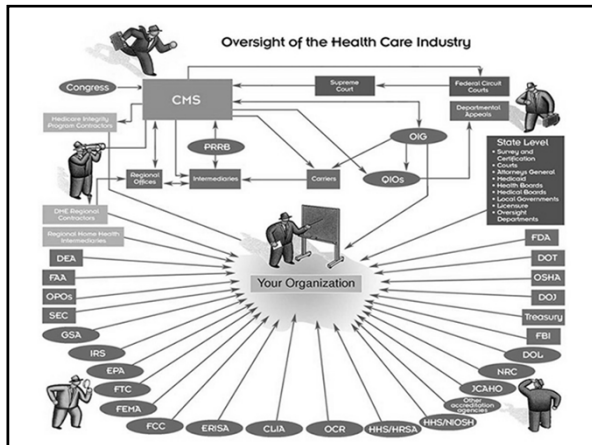 Oversight of the Health Care Industry
Congress
CMS
Supreme
Court
Federal Circuit
Courts
Departmental
Appeals
Medicare Integrity
Program Contractors
PRRB
OIG
Regional
Offices
Intermediaries
Carriers
QIOs
State Level
• Survey and
Certification
• Courts
• Attorneys General
• Medicaid
• Health Boards
• Medical Boards
• Local Governments
• Licensure
• Oversight
Departments
DME Regional
Contractors
Regional Home Health
Intermediaries
Your Organization
DEA
FAA
OPOs
SEC
GSA
IRS
EPA
FTC
FEMA
FCC
ERISA
CLIA
OCR
HHS/HRSA
HHS/NIOSH
Other
accreditation
agencies
JCAHO
NRC
DOL
FBI
Treasury
DOJ
OSHA
DOT
FDA